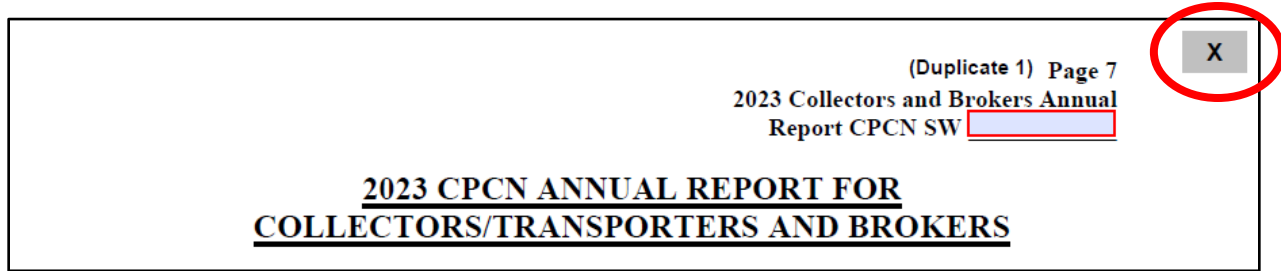 X
(Duplicate 1) Page 7
2023 Collectors and Brokers Annual
Report CPCN SW
2023 CPCN ANNUAL REPORT FOR
COLLECTORS/TRANSPORTERS AND BROKERS